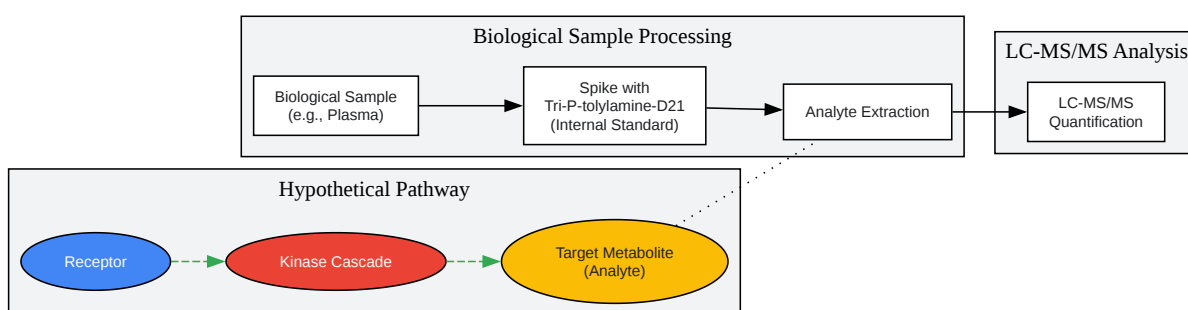 Biological Sample Processing
LC-MS/MS Analysis
Biological Sample
(e.g., Plasma)
Spike with
Tri-P-tolylamine-D21
(Internal Standard)
Analyte Extraction
LC-MS/MS
Quantification
Hypothetical Pathway
Receptor
Kinase Cascade
Target Metabolite
(Analyte)